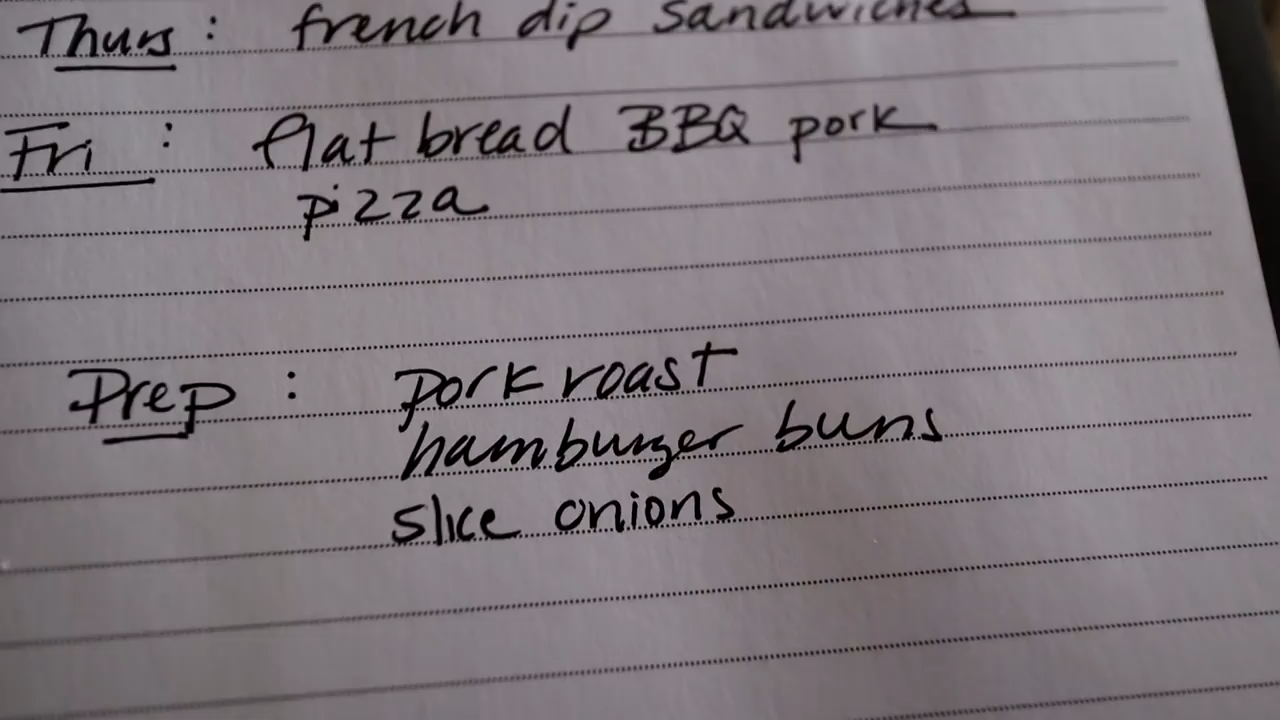 Thurs: french dip sandwiches
Fri: flat bread BBQ pork
pizza
Prep: pork roast
hamburger buns
slice onions